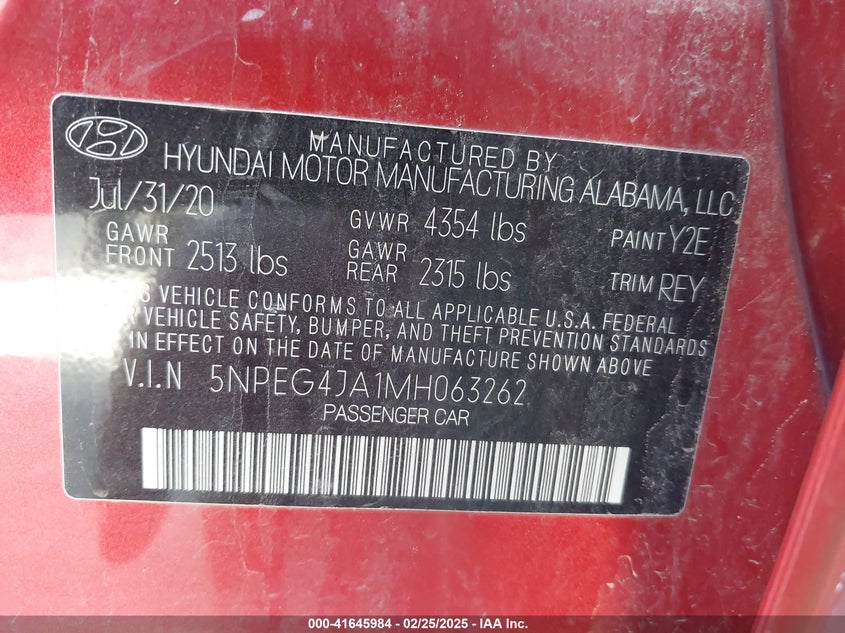 MANUFACTURED BY
HYUNDAI MOTOR MANUFACTURING ALABAMA, LLC
Jul/31/20 GVWR 4354 lbs PAINT Y2E
GAWR FRONT 2513 lbs GAWR REAR 2315 lbs TRIM REY
VEHICLE CONFORMS TO ALL APPLICABLE U.S.A. FEDERAL
VEHICLE SAFETY, BUMPER, AND THEFT PREVENTION STANDARDS
IN EFFECT ON THE DATE OF MANUFACTURE SHOWN ABOVE
V.I.N 5NPEG4JA1MH063262
PASSENGER CAR
000-41645984 - 02/25/2025 - IAA Inc.